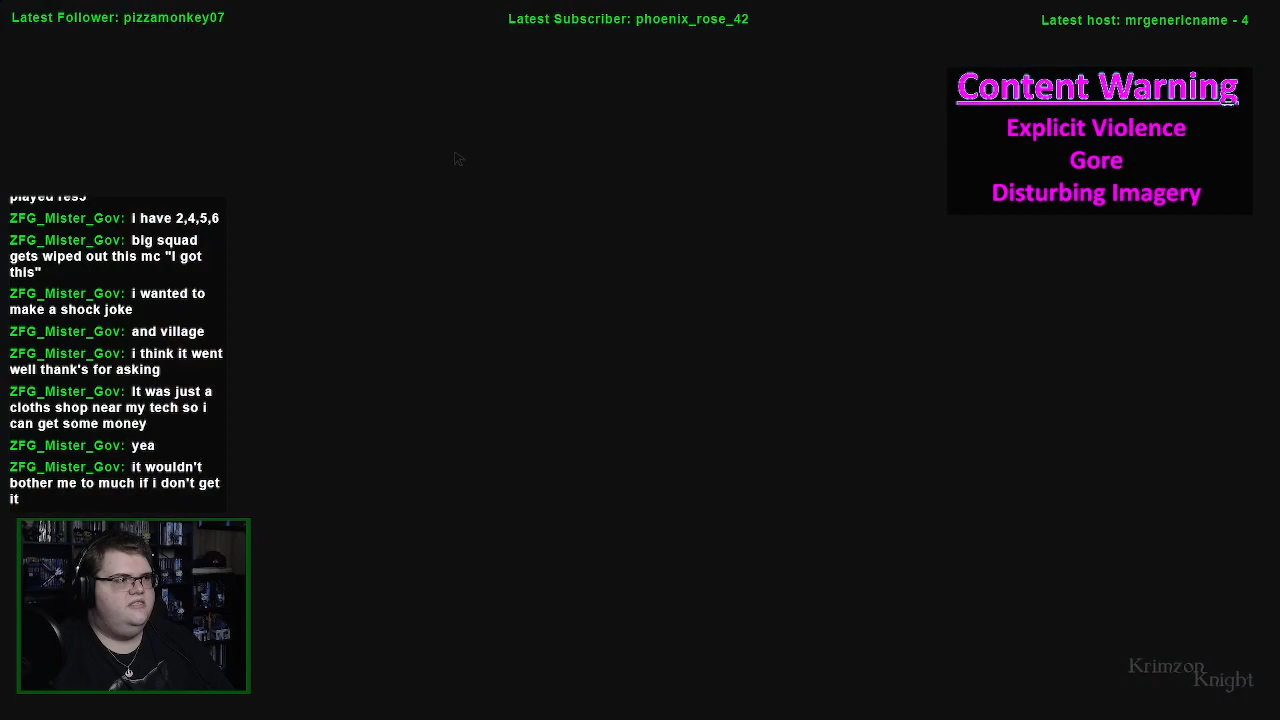 Latest Follower: pizzamonkey07
Latest Subscriber: phoenix_rose_42
Latest host: mrgenericname - 4
Content Warning
Explicit Violence
Gore
Disturbing Imagery
played res5
ZFG_Mister_Gov: i have 2,4,5,6
ZFG_Mister_Gov: big squad
gets wiped out this mc "I got
this"
ZFG_Mister_Gov: i wanted to
make a shock joke
ZFG_Mister_Gov: and village
ZFG_Mister_Gov: i think it went
well thank's for asking
ZFG_Mister_Gov: It was just a
cloths shop near my tech so i
can get some money
ZFG_Mister_Gov: yea
ZFG_Mister_Gov: it wouldn't
bother me to much if i don't get
it
Krimzon
Knight